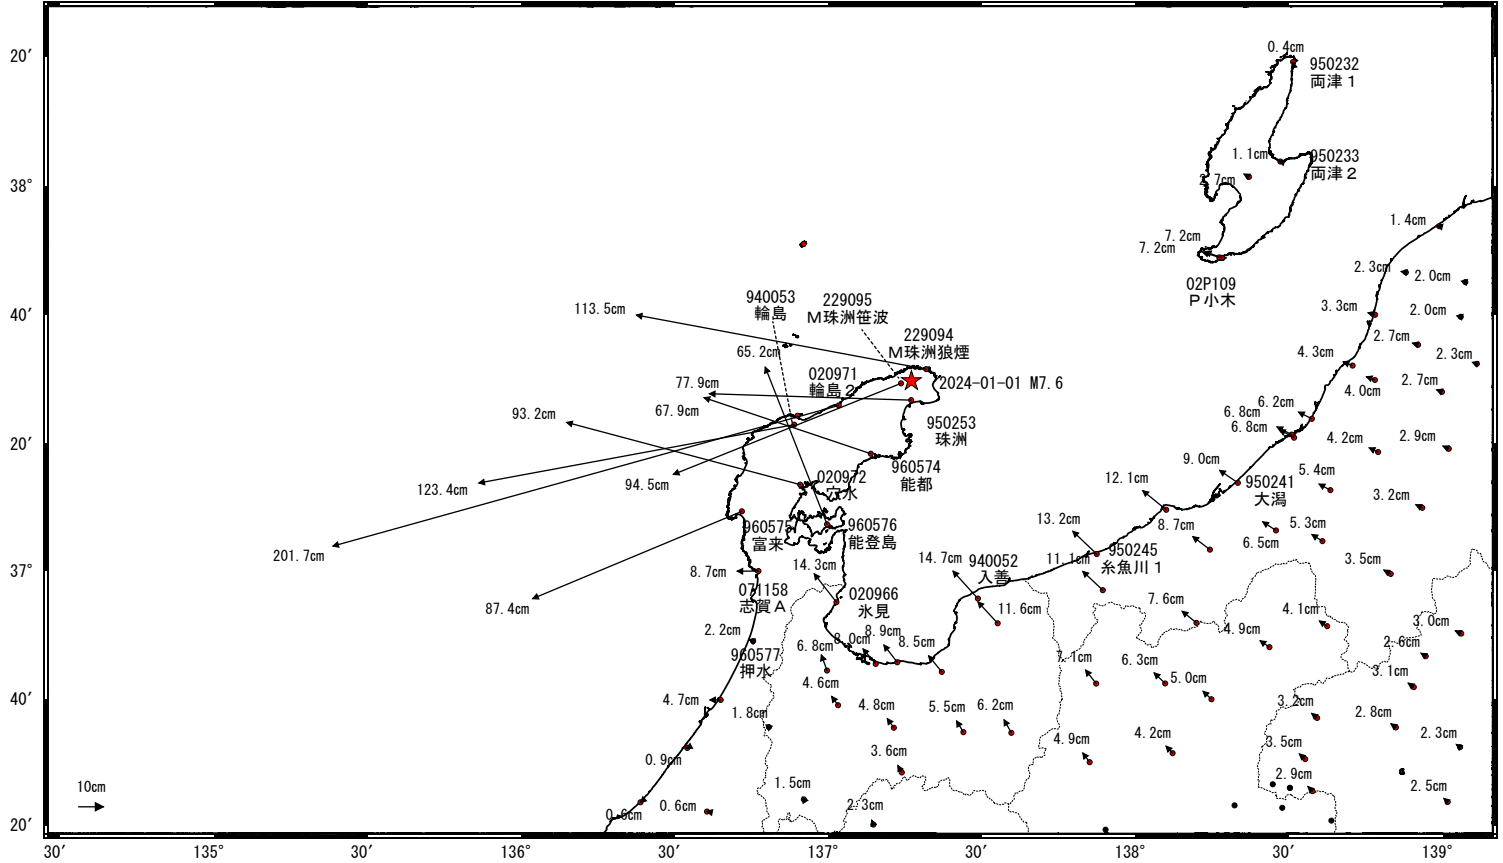 0.4cm
20′
950232
両津１
1.1cm
950233
両津２
2.7cm
38°
1.4cm
7.2cm
7.2cm
2.3cm
2.0cm
02P109
Ｐ小木
940053
輪島
229095
Ｍ珠洲笹波
113.5cm
3.3cm
2.0cm
40′
229094
Ｍ珠洲狼煙
2.7cm
65.2cm
4.3cm
2.3cm
020971
輪島２
77.9cm
2024-01-01 M7.6
4.0cm
2.7cm
67.9cm
93.2cm
6.2cm
6.8cm
6.8cm
950253
珠洲
20′
4.2cm
2.9cm
9.0cm
960574
能都
020972
穴水
5.4cm
12.1cm
950241
大潟
123.4cm
94.5cm
3.2cm
13.2cm
8.7cm
5.3cm
960575
富来
960576
能登島
6.5cm
201.7cm
14.7cm
940052
入善
11.1cm
950245
糸魚川１
3.5cm
37°
8.7cm
14.3cm
071158
志賀Ａ
020966
氷見
87.4cm
11.6cm
7.6cm
4.1cm
3.0cm
2.2cm
8.9cm
8.0cm
8.5cm
4.9cm
2.6cm
6.8cm
960577
押水
7.1cm
6.3cm
3.1cm
4.6cm
5.0cm
40′
4.7cm
1.8cm
4.8cm
5.5cm
6.2cm
3.2cm
2.8cm
4.9cm
4.2cm
2.3cm
3.6cm
3.5cm
0.9cm
2.9cm
10cm
1.5cm
2.5cm
0.6cm
0.6cm
2.3cm
20′
30′
135°
30′
136°
30′
137°
30′
138°
30′
139°